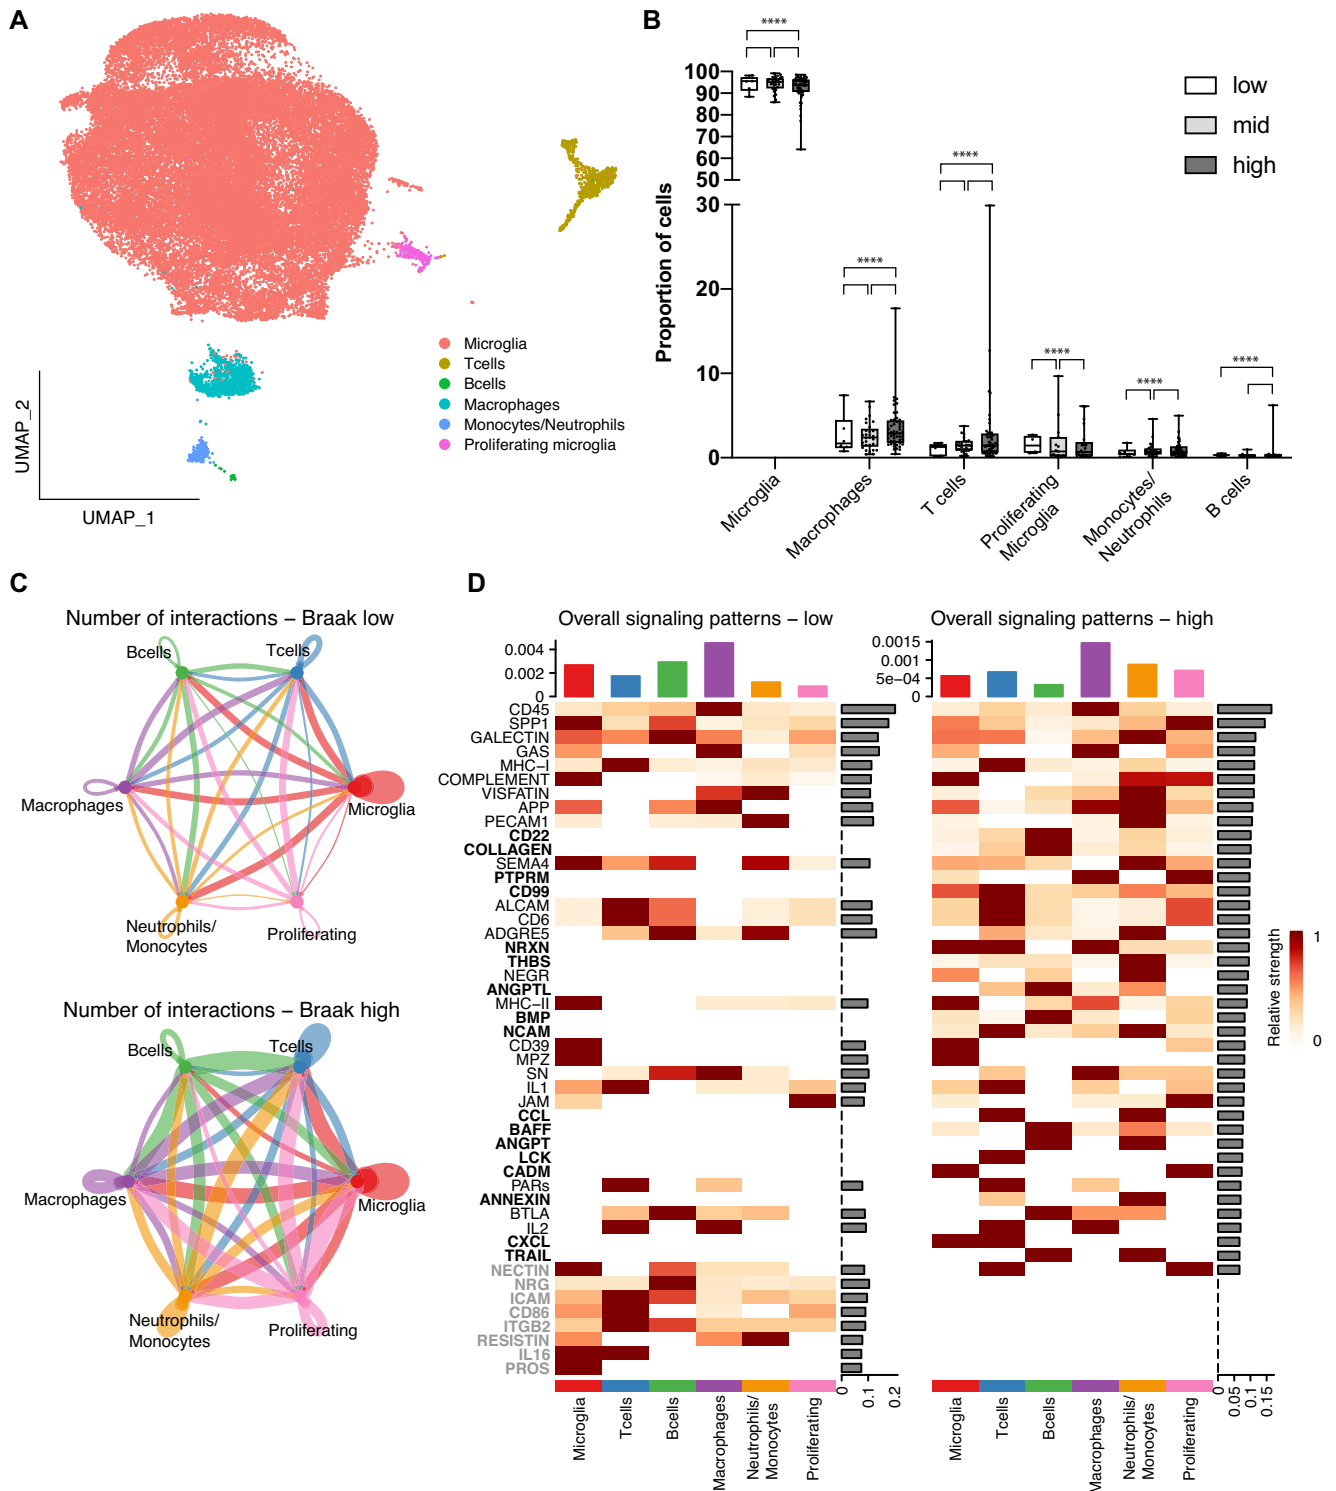 A
UMAP_2
UMAP_1
Microglia
Tcells
Bcells
Macrophages
Monocytes/Neutrophils
Proliferating microglia
B
Proportion of cells
100
90
80
70
60
50
30
20
10
0
****
****
****
****
****
****
low
mid
high
Microglia
Macrophages
T cells
Proliferating
Microglia
Monocytes/
Neutrophils
B cells
C
Number of interactions – Braak low
Bcells
Tcells
Macrophages
Microglia
Neutrophils/
Monocytes
Proliferating
Number of interactions – Braak high
Bcells
Tcells
Macrophages
Microglia
Neutrophils/
Monocytes
Proliferating
D
Overall signaling patterns – low
0.004
0.002
0
CD45
SPP1
GALECTIN
GAS
MHC–I
COMPLEMENT
VISFATIN
APP
PECAM1
CD22
COLLAGEN
SEMA4
PTPRM
CD99
ALCAM
CD6
ADGRE5
NRXN
THBS
NEGR
ANGPTL
MHC–II
BMP
NCAM
CD39
MPZ
SN
IL1
JAM
CCL
BAFF
ANGPT
LCK
CADM
PARs
ANNEXIN
BTLA
IL2
CXCL
TRAIL
NECTIN
NRG
ICAM
CD86
ITGB2
RESISTIN
IL16
PROS
Microglia
Tcells
Bcells
Macrophages
Neutrophils/
Monocytes
Proliferating
0
0.1
0.2
Overall signaling patterns – high
0.0015
0.001
5e–04
0
Microglia
Tcells
Bcells
Macrophages
Neutrophils/
Monocytes
Proliferating
0
0.05
0.1
0.15
Relative strength
1
0